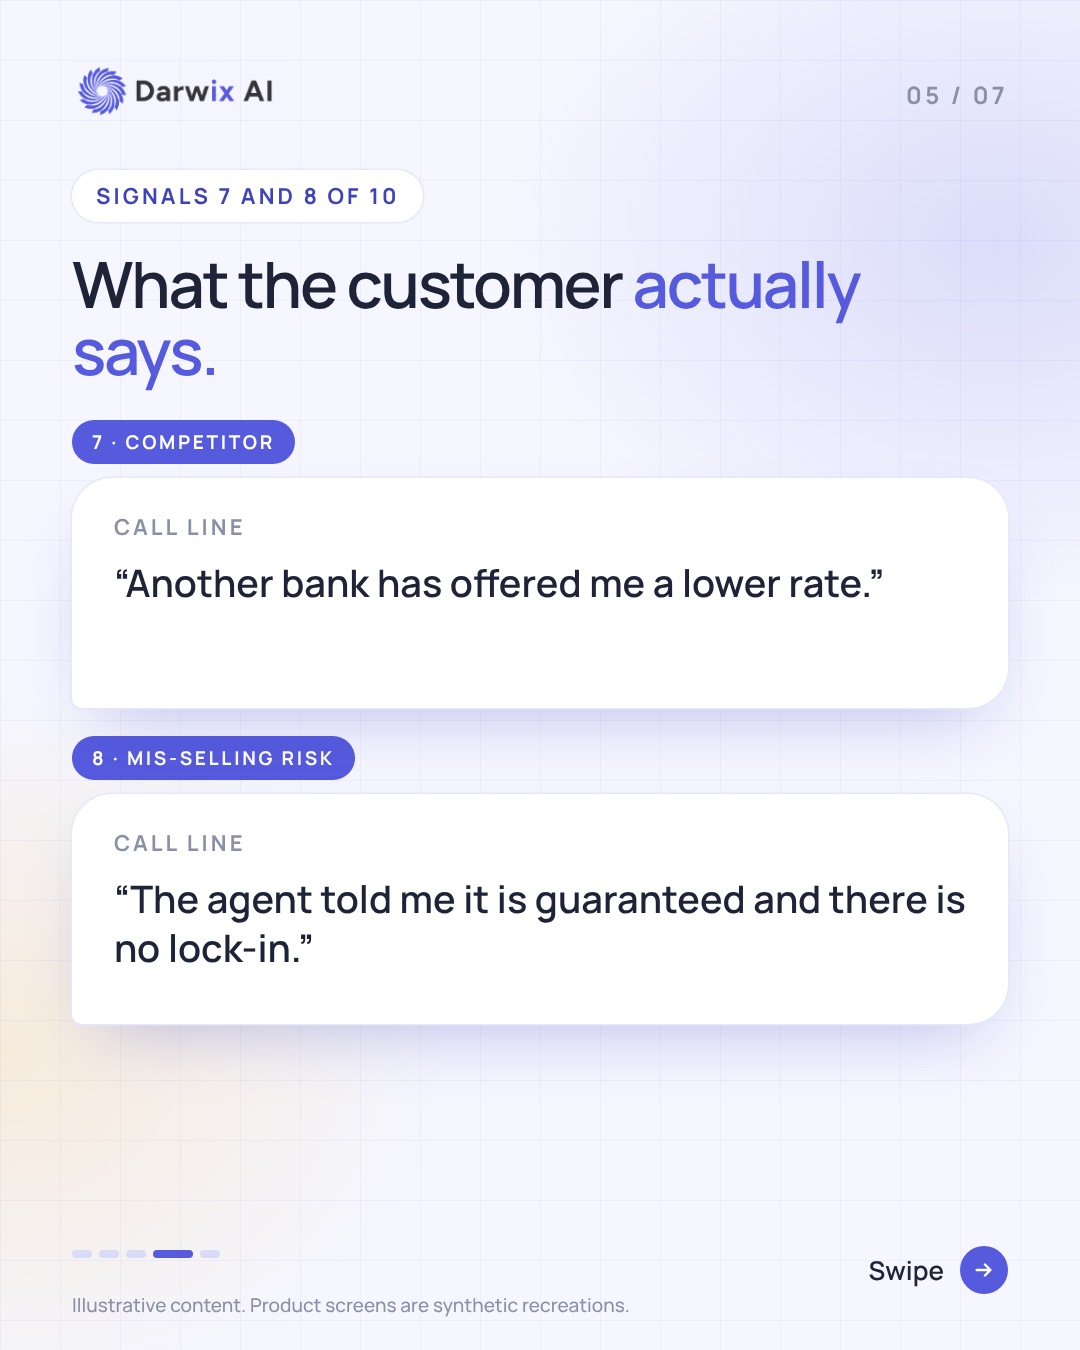 Darwix AI
05 / 07
SIGNALS 7 AND 8 OF 10
What the customer actually
says.
7 · COMPETITOR
CALL LINE
“Another bank has offered me a lower rate.”
8 · MIS-SELLING RISK
CALL LINE
“The agent told me it is guaranteed and there is
no lock-in.”
Swipe
Illustrative content. Product screens are synthetic recreations.